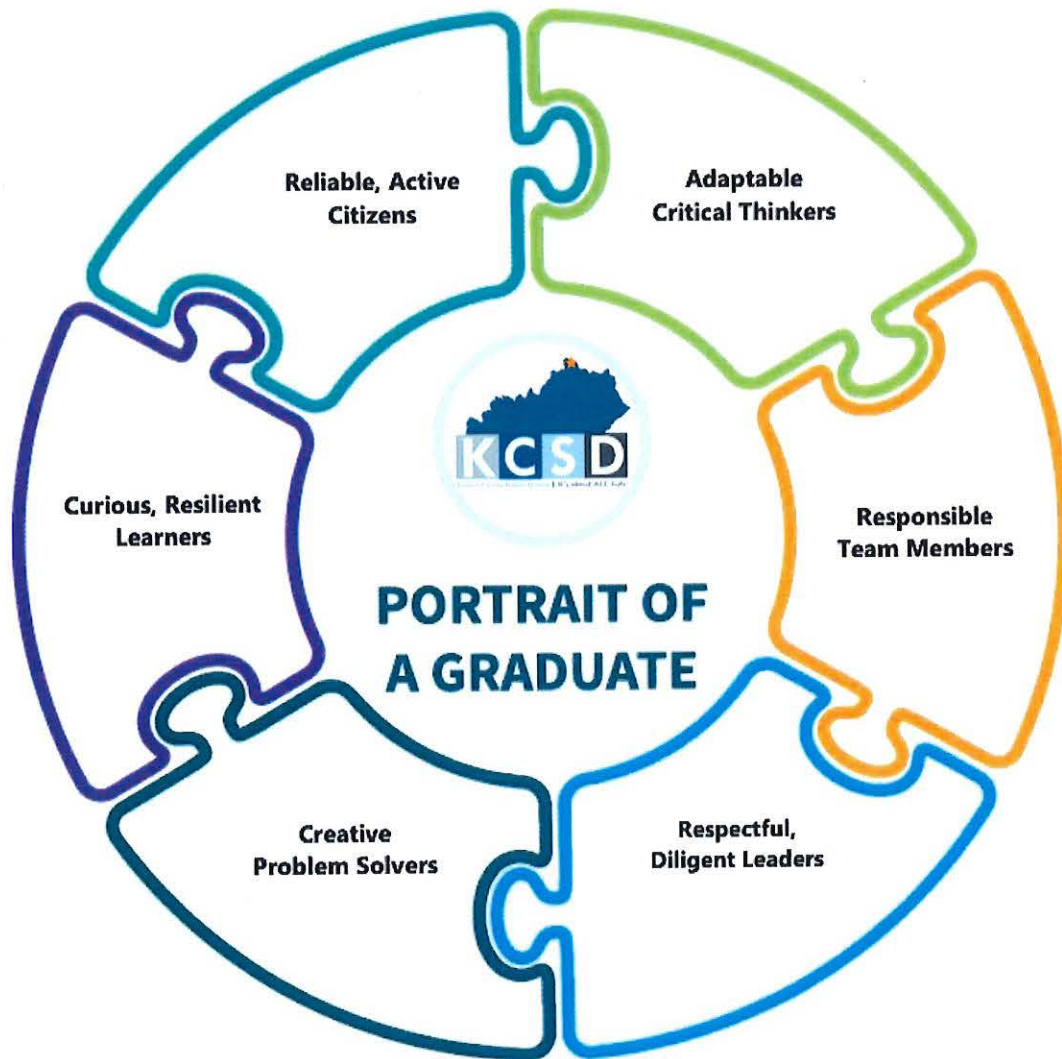 Reliable, Active
Citizens
Adaptable
Critical Thinkers
Curious, Resilient
Learners
KCSD
Responsible
Team Members
PORTRAIT OF
A GRADUATE
Creative
Problem Solvers
Respectful,
Diligent Leaders